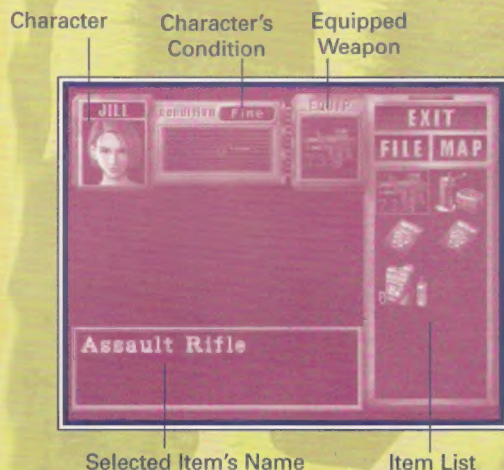 Character
Character's
Condition
Equipped
Weapon
JILL
Condition Fine
EQUIP
EXIT
FILE MAP
Assault Rifle
Selected Item's Name
Item List